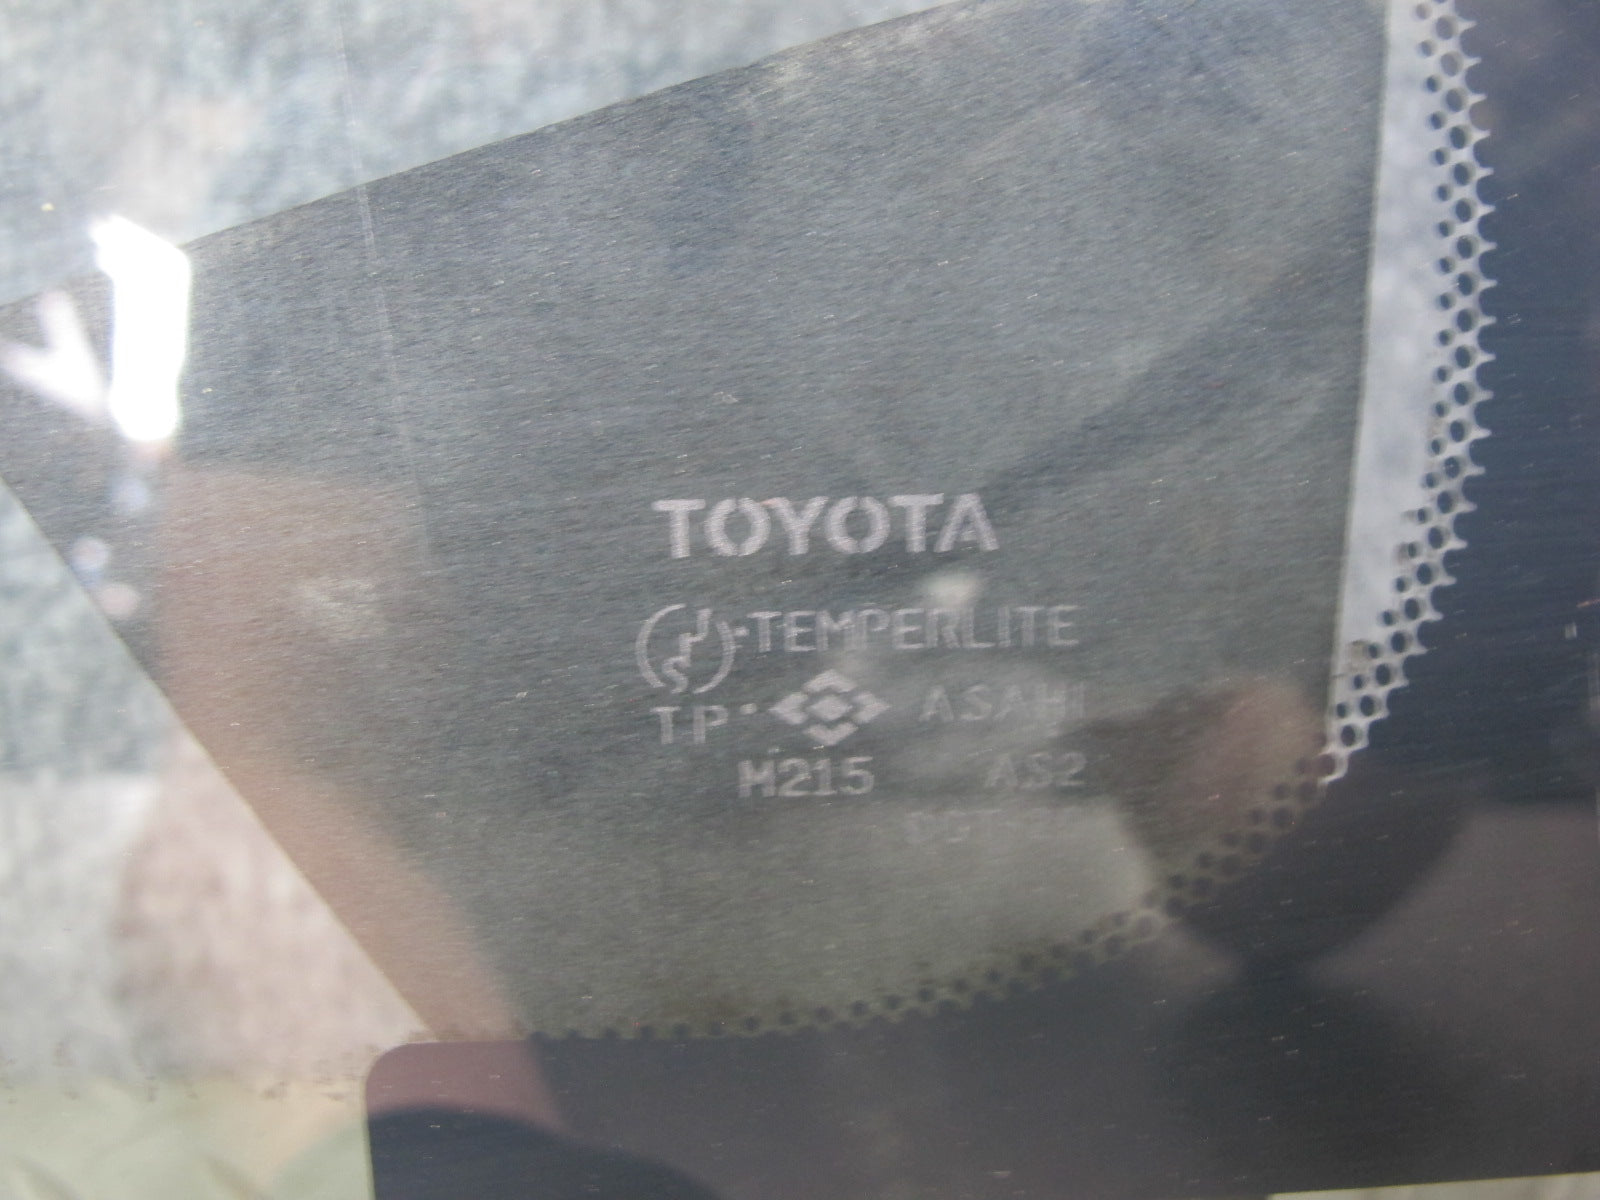 TOYOTA
TEMPERLITE
TP ASAHI
M215 AS2